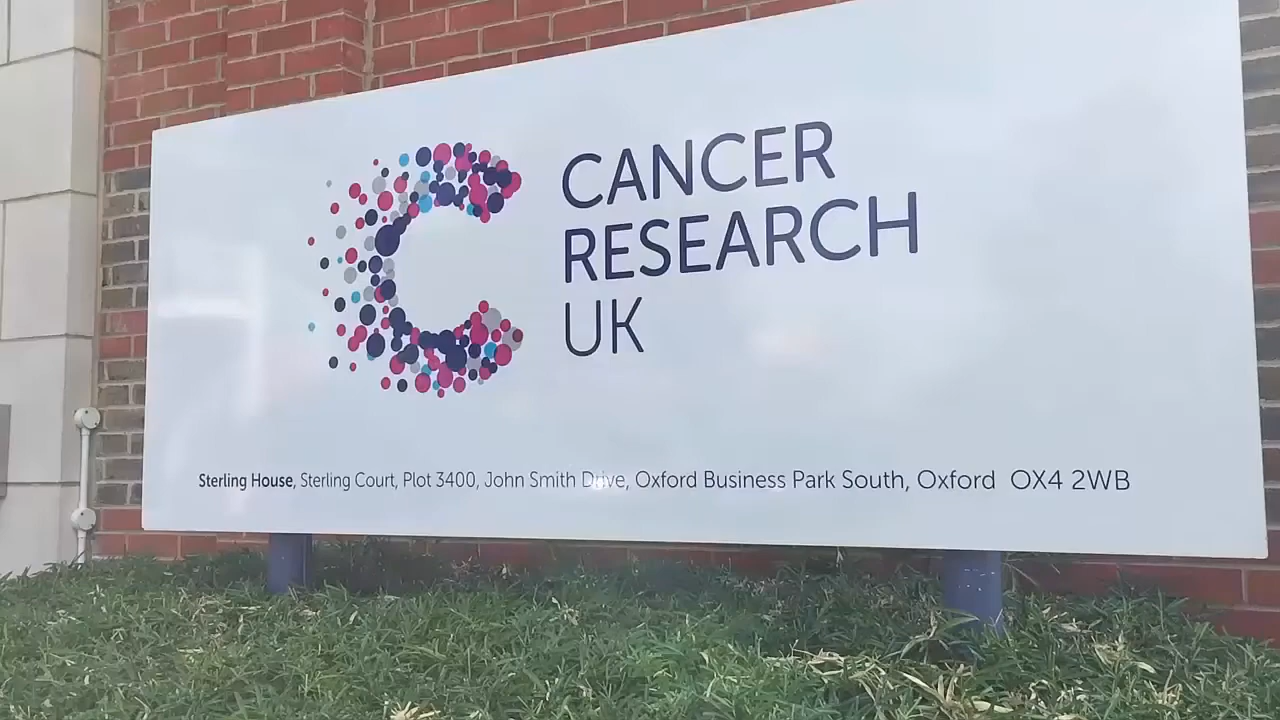 CANCER
RESEARCH
UK
Sterling House, Sterling Court, Plot 3400, John Smith Drive, Oxford Business Park South, Oxford OX4 2WB